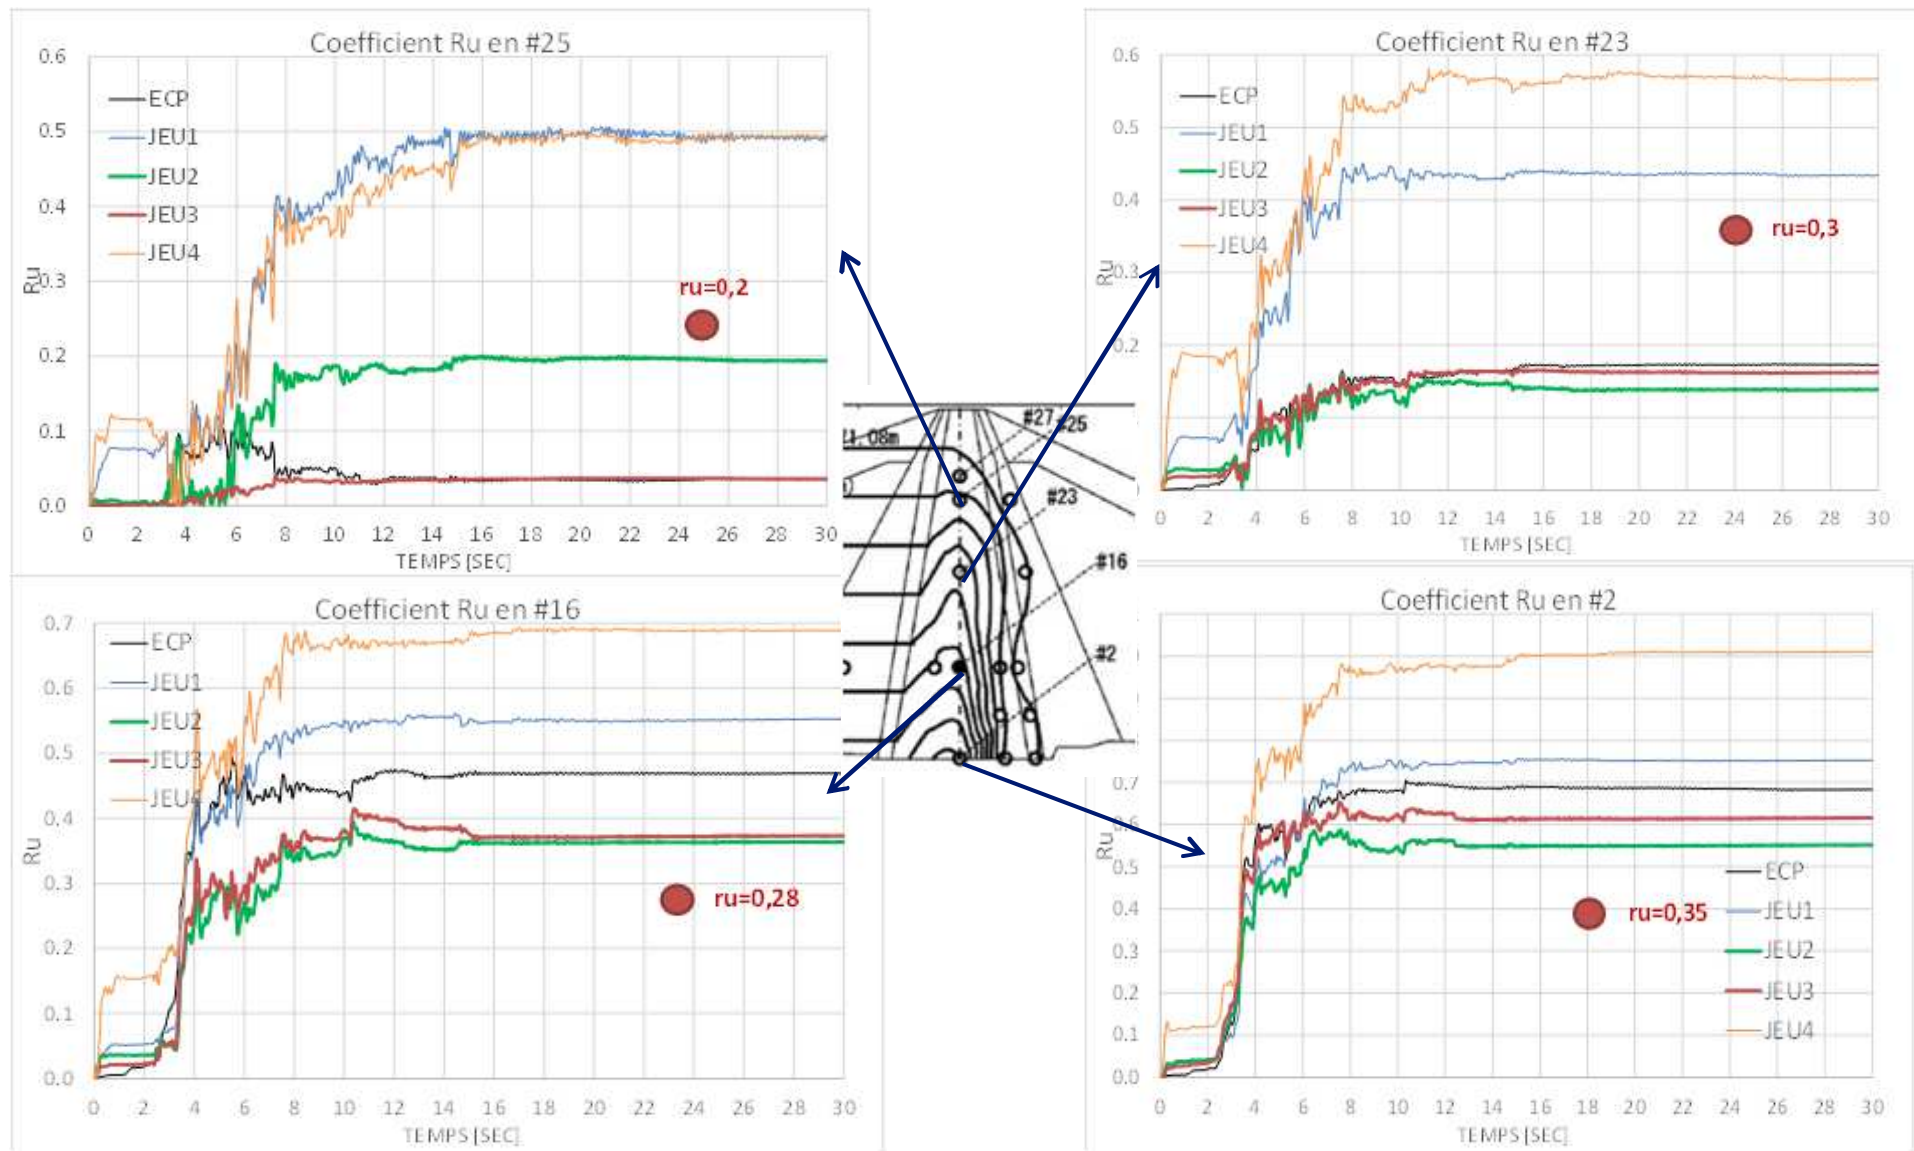 Coefficient Ru en #25
0.6
0.5
0.4
0.3
0.2
0.1
0.0
Ru
ECP
JEU1
JEU2
JEU3
JEU4
ru=0,2
0 2 4 6 8 10 12 14 16 18 20 22 24 26 28 30
TEMPS [SEC]
Coefficient Ru en #23
0.6
0.5
0.4
0.3
0.2
Ru
ECP
JEU1
JEU2
JEU3
JEU4
ru=0,3
0 2 4 6 8 10 12 14 16 18 20 22 24 26 28 30
TEMPS [SEC]
#27
#25
1.08m
#23
#16
#2
Coefficient Ru en #16
0.7
0.6
0.5
0.4
0.3
0.2
0.1
0.0
Ru
ECP
JEU1
JEU2
JEU3
JEU4
ru=0,28
0 2 4 6 8 10 12 14 16 18 20 22 24 26 28 30
TEMPS [SEC]
Coefficient Ru en #2
0.7
0.6
0.5
0.4
0.3
0.2
0.1
0.0
Ru
ECP
JEU1
JEU2
JEU3
JEU4
ru=0,35
0 2 4 6 8 10 12 14 16 18 20 22 24 26 28 30
TEMPS [SEC]